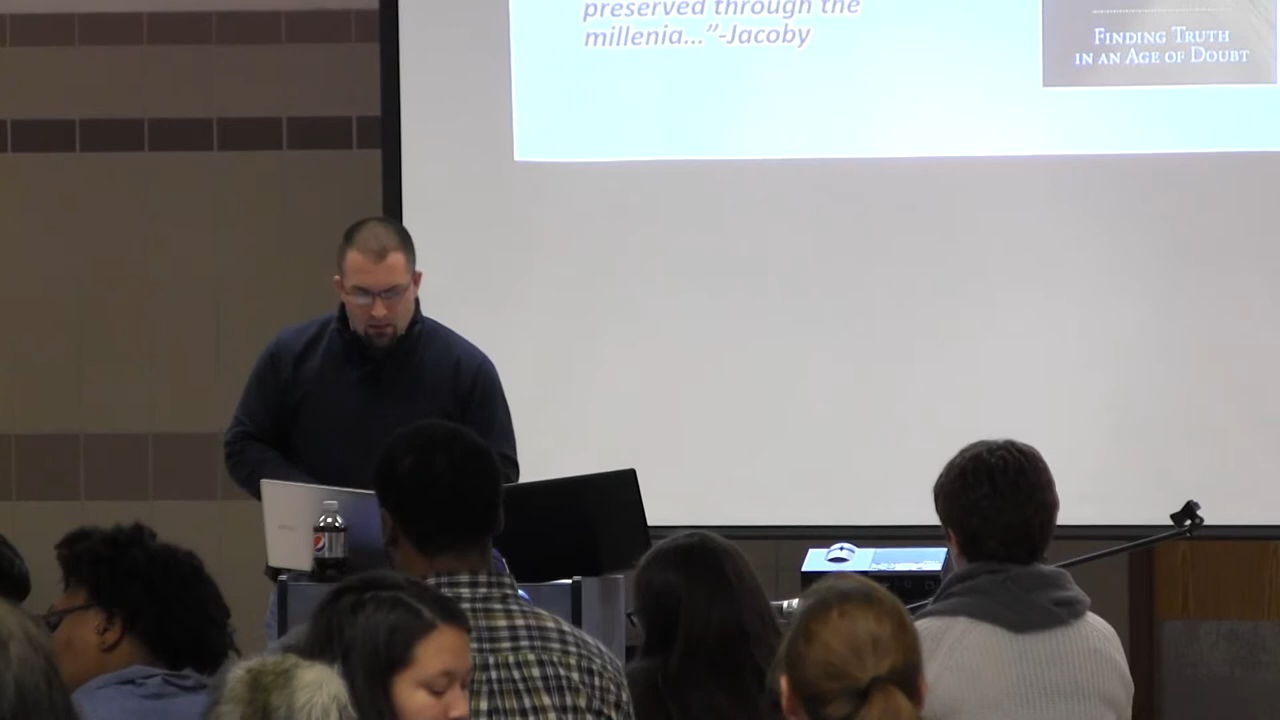 preserved through the
millenia..."-Jacoby
FINDING TRUTH
IN AN AGE OF DOUBT